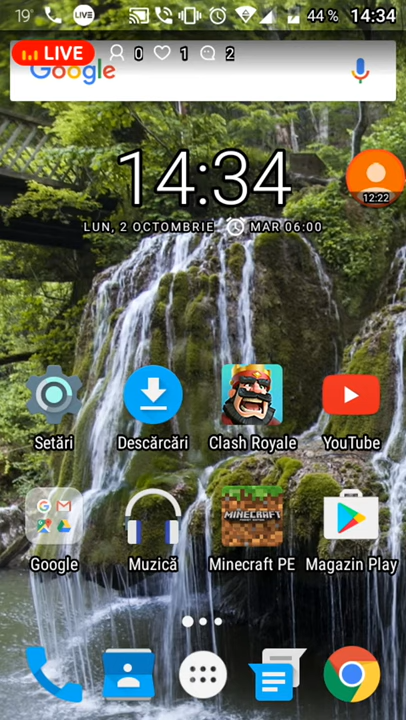 19° LIVE 44% 14:34
LIVE 0 1 2
Google
14:34
12:22
LUN, 2 OCTOMBRIE MAR 06:00
Setări Descărcări Clash Royale YouTube
MINECRAFT
Google Muzică Minecraft PE Magazin Play